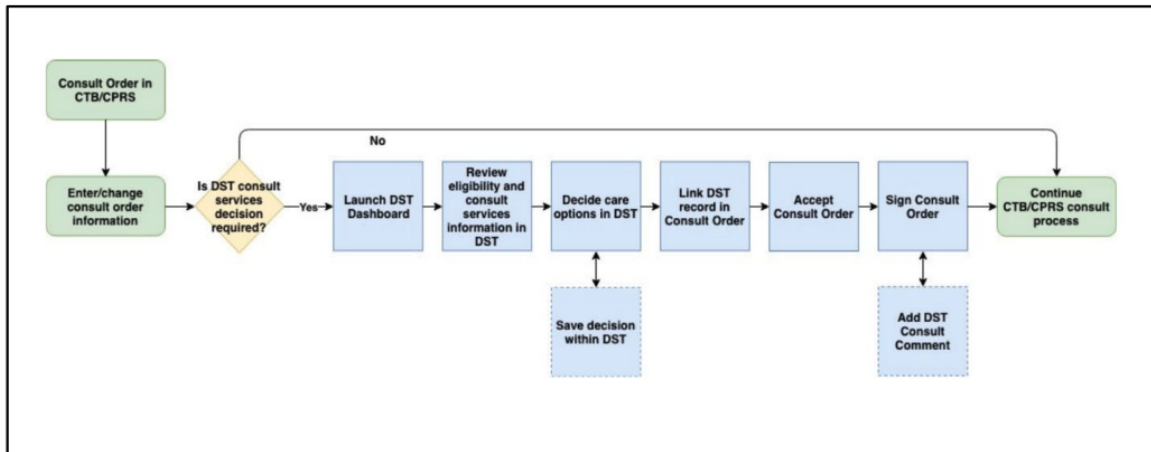 Consult Order in
CTB/CPRS
No
Enter/change
consult order
information
Is DST consult
services
decision
required?
Yes
Launch DST
Dashboard
Review
eligibility and
consult
services
information in
DST
Decide care
options in DST
Link DST
record in
Consult Order
Accept
Consult Order
Sign Consult
Order
Continue
CTB/CPRS consult
process
Save decision
within DST
Add DST
Consult
Comment